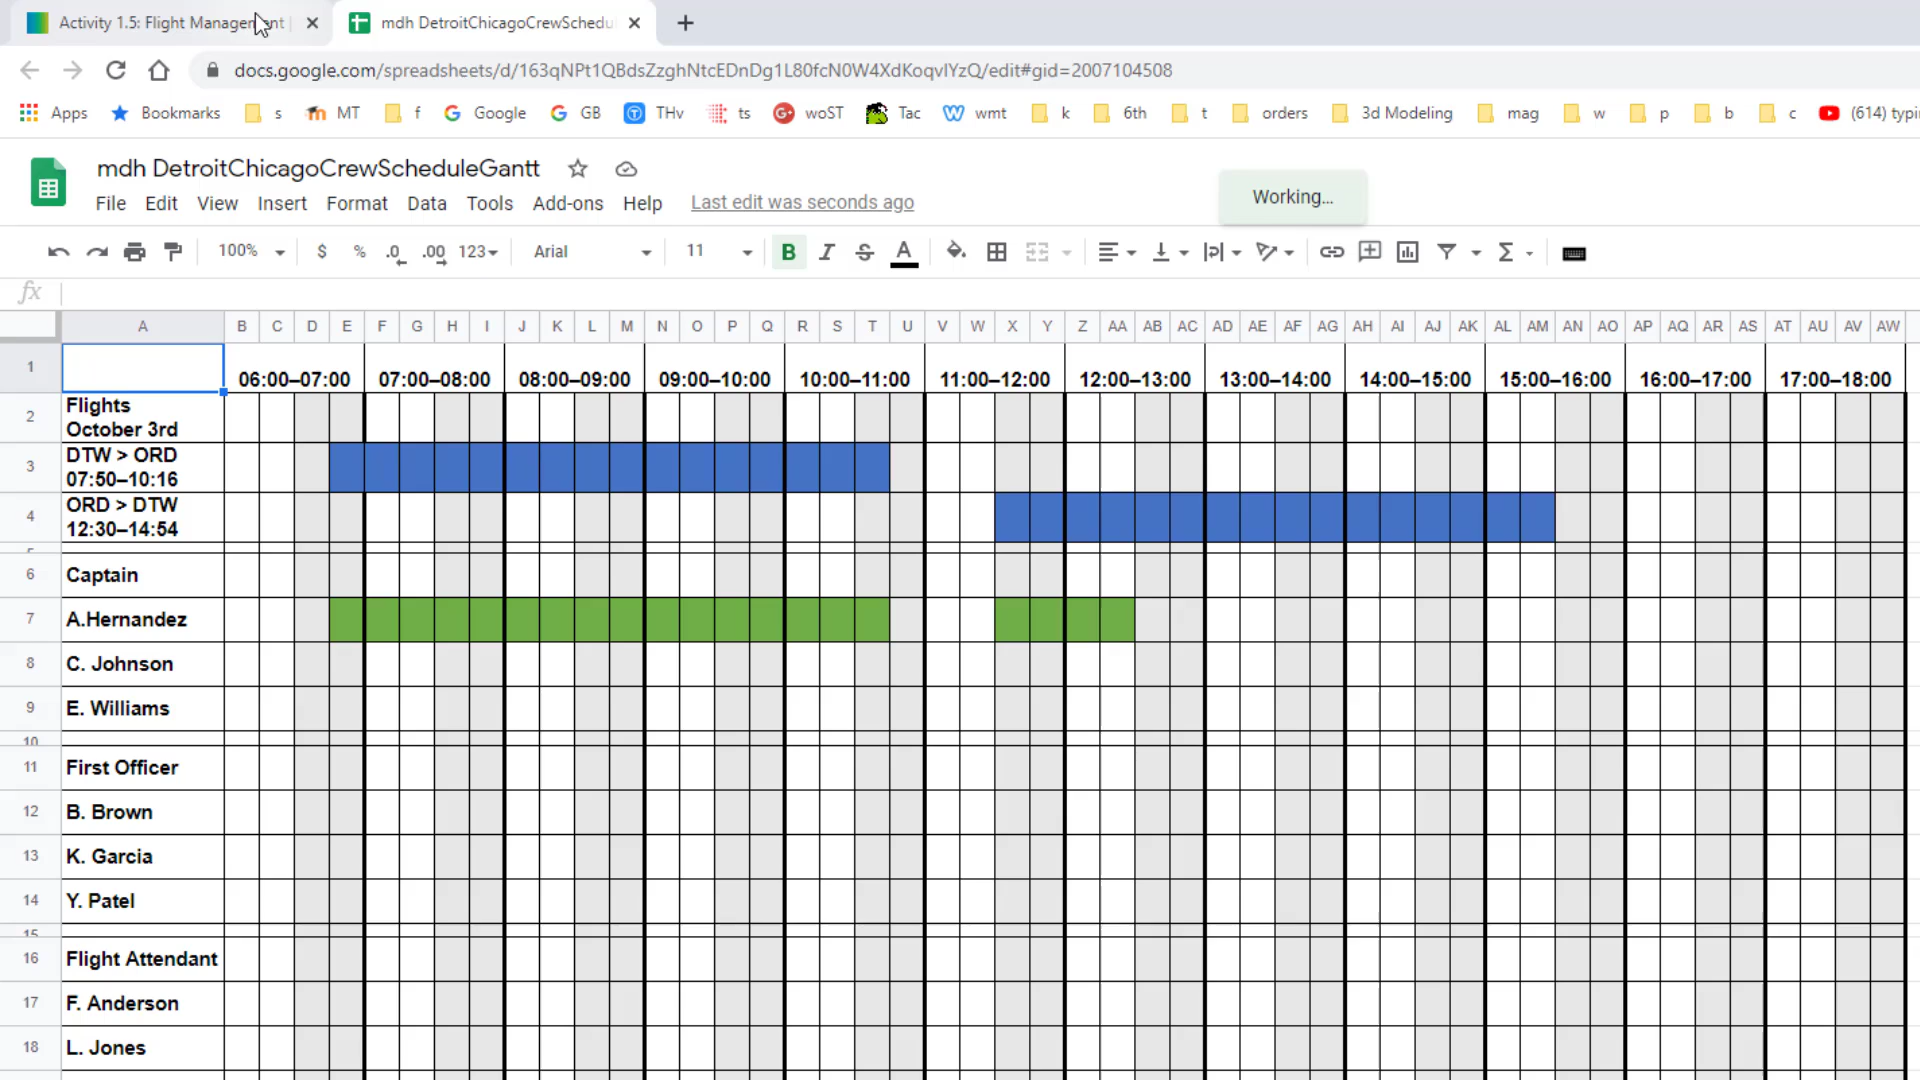 Activity 1.5: Flight Management | mdh DetroitChicagoCrewSchedu
docs.google.com/spreadsheets/d/163qNPt1QBdsZzghNtcEDnDg1L80fcN0W4XdKoqvlYzQ/edit#gid=2007104508
Apps Bookmarks s MT f Google GB THv ts woST Tac wmt k 6th t orders 3d Modeling mag w p b c (614) typi
mdh DetroitChicagoCrewScheduleGantt
Working...
File Edit View Insert Format Data Tools Add-ons Help Last edit was seconds ago
100% $ % .0 .00 123 Arial 11 B I S A
fx
A B C D E F G H I J K L M N O P Q R S T U V W X Y Z AA AB AC AD AE AF AG AH AI AJ AK AL AM AN AO AP AQ AR AS AT AU AV AW
1 06:00–07:00 07:00–08:00 08:00–09:00 09:00–10:00 10:00–11:00 11:00–12:00 12:00–13:00 13:00–14:00 14:00–15:00 15:00–16:00 16:00–17:00 17:00–18:00
2 Flights
October 3rd
3 DTW > ORD
07:50–10:16
4 ORD > DTW
12:30–14:54
5
6 Captain
7 A.Hernandez
8 C. Johnson
9 E. Williams
10
11 First Officer
12 B. Brown
13 K. Garcia
14 Y. Patel
15
16 Flight Attendant
17 F. Anderson
18 L. Jones